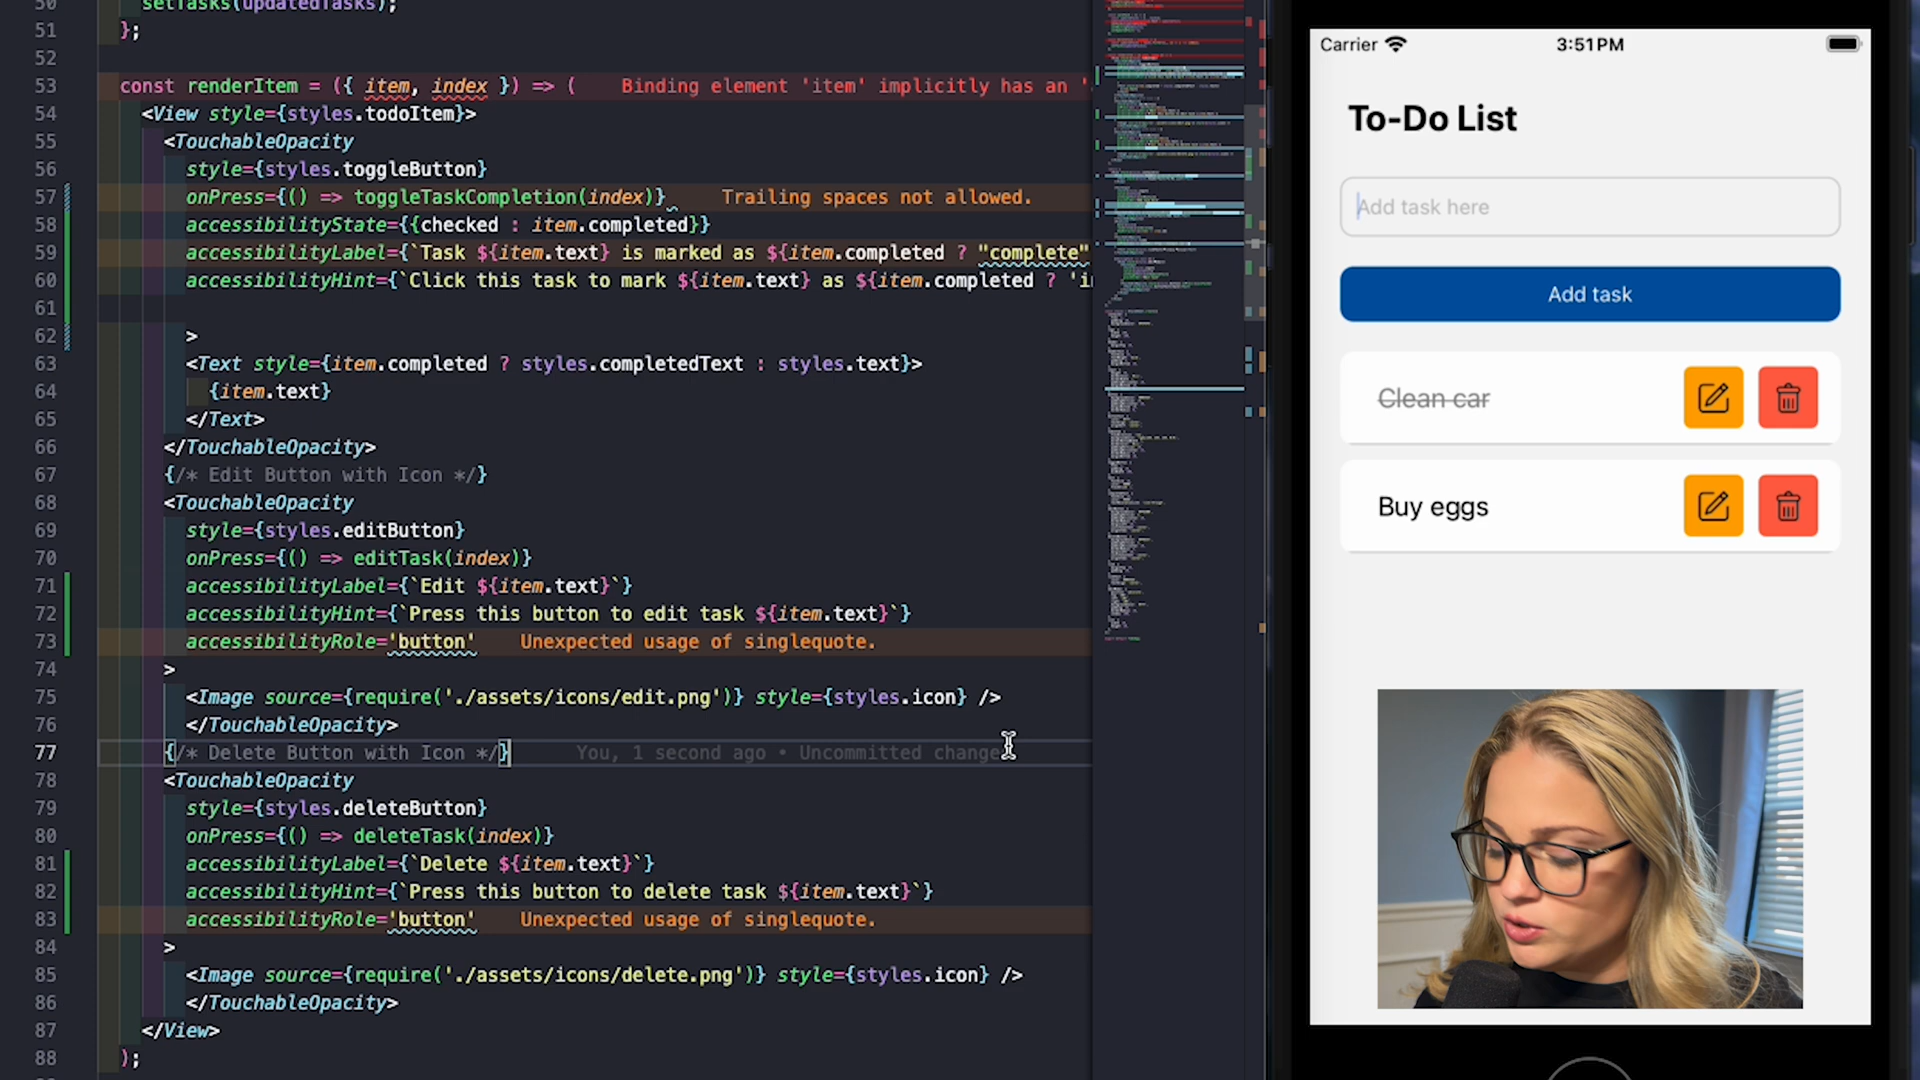 50 setTasks(updatedTasks);
51 };
52
53 const renderItem = ({ item, index }) => ( Binding element 'item' implicitly has an '
54 <View style={styles.todoItem}>
55 <TouchableOpacity
56 style={styles.toggleButton}
57 onPress={() => toggleTaskCompletion(index)} Trailing spaces not allowed.
58 accessibilityState={{checked : item.completed}}
59 accessibilityLabel={`Task ${item.text} is marked as ${item.completed ? "complete"
60 accessibilityHint={`Click this task to mark ${item.text} as ${item.completed ? 'i
61
62 >
63 <Text style={item.completed ? styles.completedText : styles.text}>
64 {item.text}
65 </Text>
66 </TouchableOpacity>
67 {/* Edit Button with Icon */}
68 <TouchableOpacity
69 style={styles.editButton}
70 onPress={() => editTask(index)}
71 accessibilityLabel={`Edit ${item.text}`}
72 accessibilityHint={`Press this button to edit task ${item.text}`}
73 accessibilityRole='button' Unexpected usage of singlequote.
74 >
75 <Image source={require('./assets/icons/edit.png')} style={styles.icon} />
76 </TouchableOpacity>
77 {/* Delete Button with Icon */} You, 1 second ago • Uncommitted change
78 <TouchableOpacity
79 style={styles.deleteButton}
80 onPress={() => deleteTask(index)}
81 accessibilityLabel={`Delete ${item.text}`}
82 accessibilityHint={`Press this button to delete task ${item.text}`}
83 accessibilityRole='button' Unexpected usage of singlequote.
84 >
85 <Image source={require('./assets/icons/delete.png')} style={styles.icon} />
86 </TouchableOpacity>
87 </View>
88 );
Carrier 3:51 PM
To-Do List
Add task here
Add task
Clean car
Buy eggs